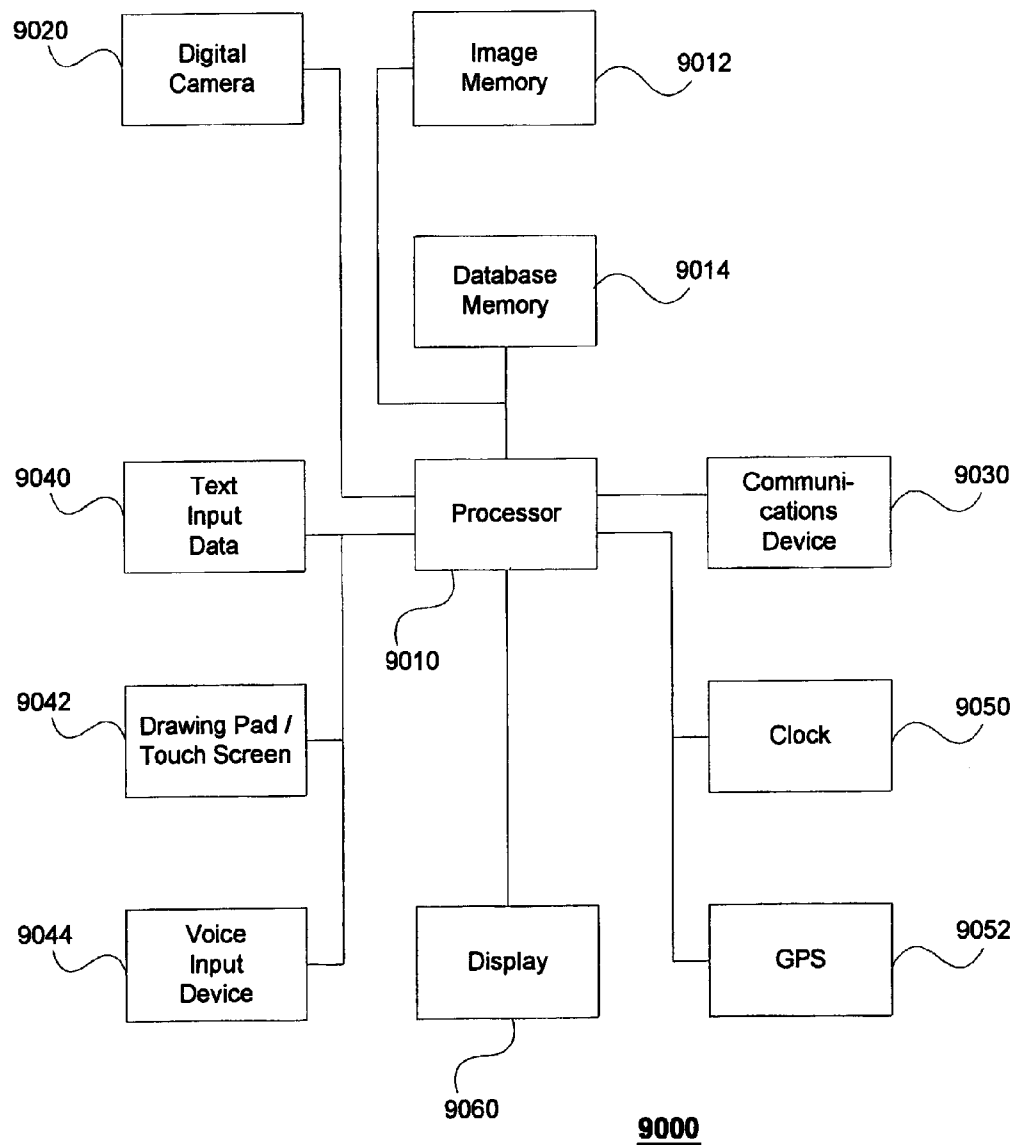 9020
Digital
Camera
Image
Memory
9012
Database
Memory
9014
9040
Text
Input
Data
Processor
9010
Communi-
cations
Device
9030
9042
Drawing Pad /
Touch Screen
Clock
9050
9044
Voice
Input
Device
Display
9060
GPS
9052
9000